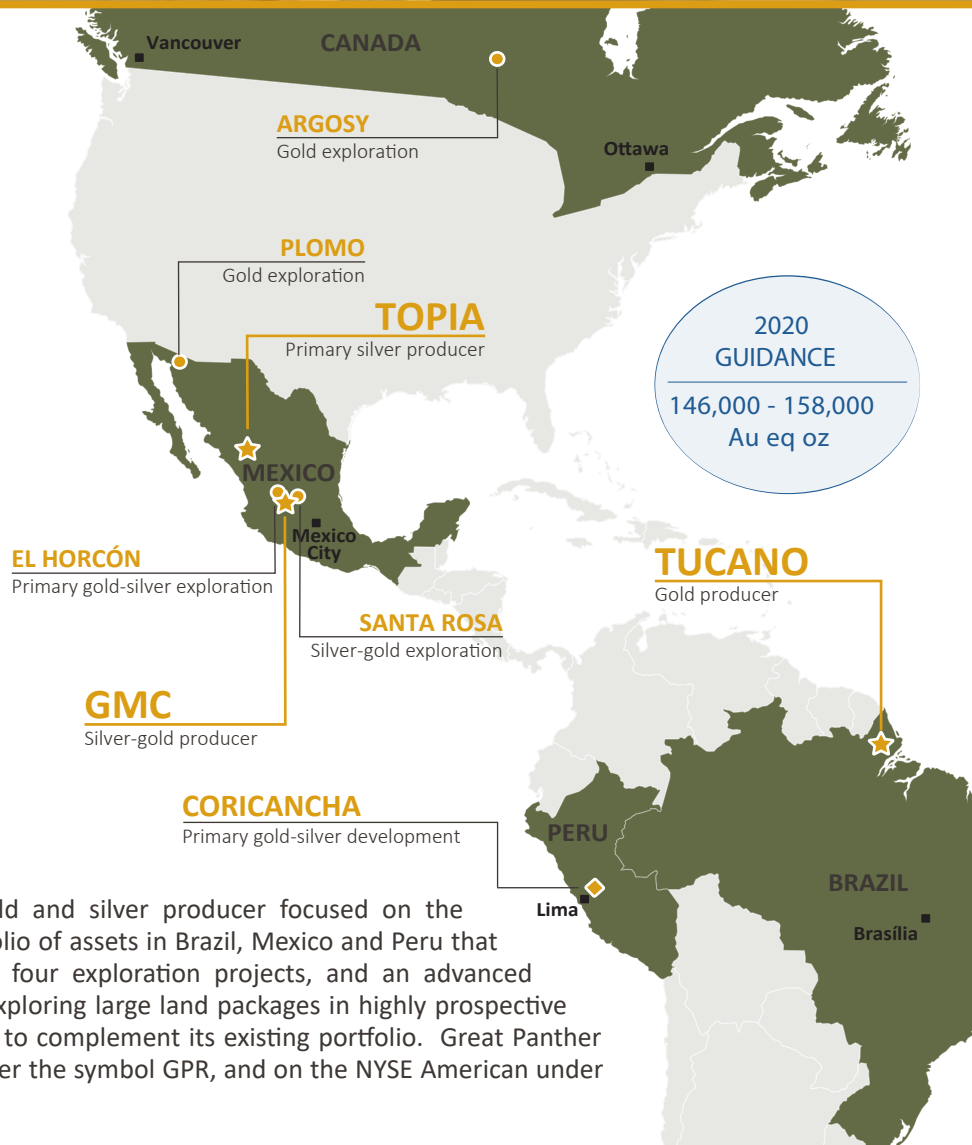 Vancouver
CANADA
ARGOSY
Gold exploration
Ottawa
PLOMO
Gold exploration
TOPIA
Primary silver producer
2020
GUIDANCE
146,000 - 158,000
Au eq oz
MEXICO
Mexico
City
EL HORCÓN
Primary gold-silver exploration
TUCANO
Gold producer
SANTA ROSA
Silver-gold exploration
GMC
Silver-gold producer
CORICANCHA
Primary gold-silver development
PERU
BRAZIL
Lima
Brasília
and silver producer focused on the
of assets in Brazil, Mexico and Peru that
four exploration projects, and an advanced
exploring large land packages in highly prospective
to complement its existing portfolio. Great Panther
the symbol GPR, and on the NYSE American under